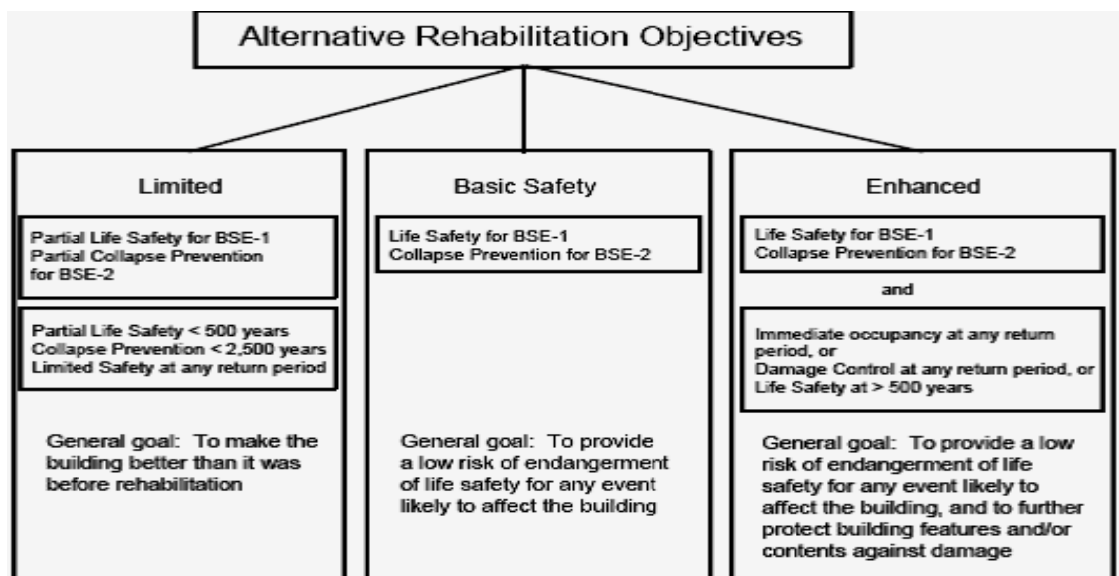 Alternative Rehabilitation Objectives
Limited
Partial Life Safety for BSE-1
Partial Collapse Prevention
for BSE-2
Partial Life Safety < 500 years
Collapse Prevention < 2,500 years
Limited Safety at any return period
General goal: To make the
building better than it was
before rehabilitation
Basic Safety
Life Safety for BSE-1
Collapse Prevention for BSE-2
General goal: To provide
a low risk of endangerment
of life safety for any event
likely to affect the building
Enhanced
Life Safety for BSE-1
Collapse Prevention for BSE-2
and
Immediate occupancy at any return
period, or
Damage Control at any return period, or
Life Safety at > 500 years
General goal: To provide a low
risk of endangerment of life
safety for any event likely to
affect the building, and to further
protect building features and/or
contents against damage